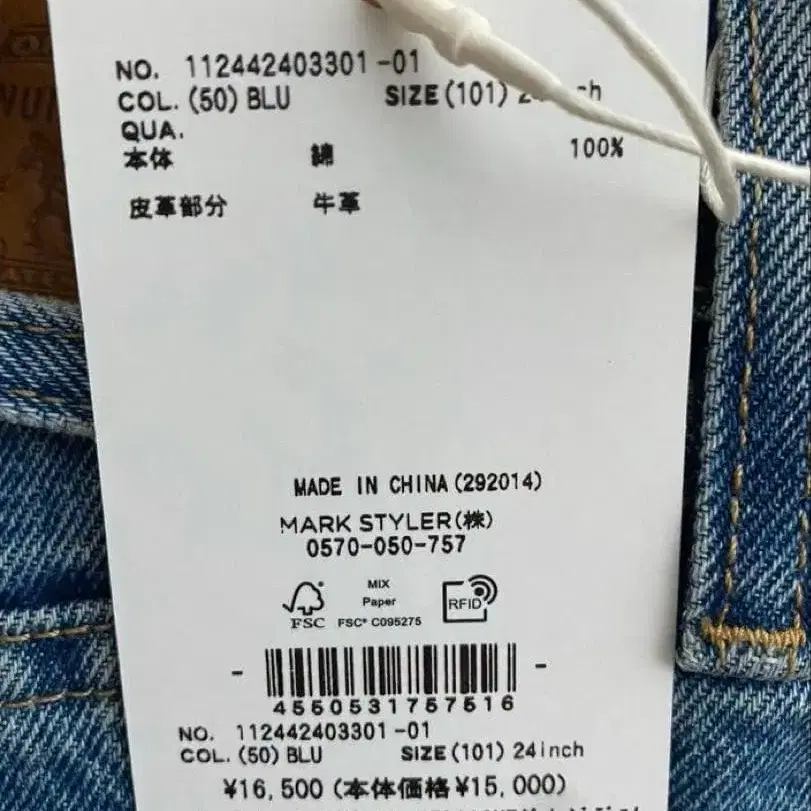 NO. 112442403301-01
COL.(50)BLU SIZE(101)
QUA.
本体 綿 100%
皮革部分 牛革
MADE IN CHINA(292014)
MARK STYLER(株)
0570-050-757
MIX
Paper
FSC FSC® C095275
RFID
4550531757516
NO. 112442403301-01
COL.(50)BLU SIZE(101)24inch
¥16,500(本体価格¥15,000)